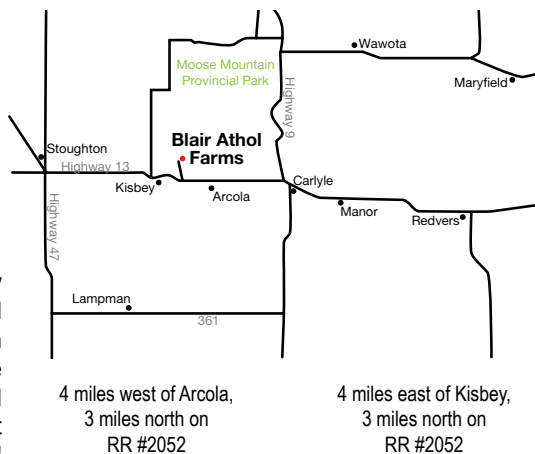 Wawota
Moose Mountain
Provincial Park
Maryfield
Highway 9
Blair Athol
Farms
Stoughton
Highway 13
Kisbey
Arcola
Carlyle
Manor
Redvers
Highway 47
Lampman
361
4 miles west of Arcola,
3 miles north on
RR #2052
4 miles east of Kisbey,
3 miles north on
RR #2052